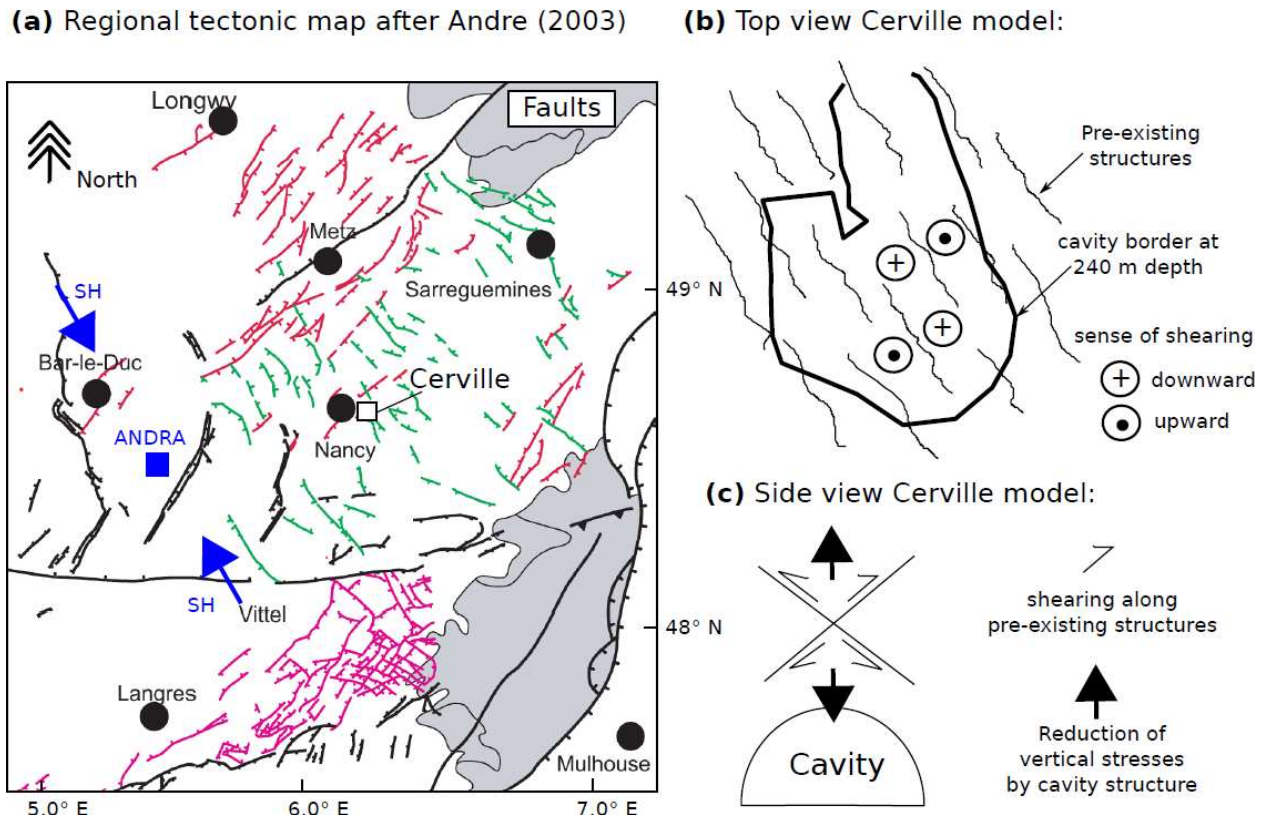 (a) Regional tectonic map after Andre (2003)
Longwy
Faults
North
Metz
SH
Sarreguemines
49° N
Bar-le-Duc
Cerville
ANDRA
Nancy
SH
Vittel
48° N
Langres
Mulhouse
5.0° E
6.0° E
7.0° E
(b) Top view Cerville model:
Pre-existing
structures
cavity border at
240 m depth
sense of shearing
+ downward
upward
+
+
(c) Side view Cerville model:
shearing along
pre-existing structures
Cavity
Reduction of
vertical stresses
by cavity structure